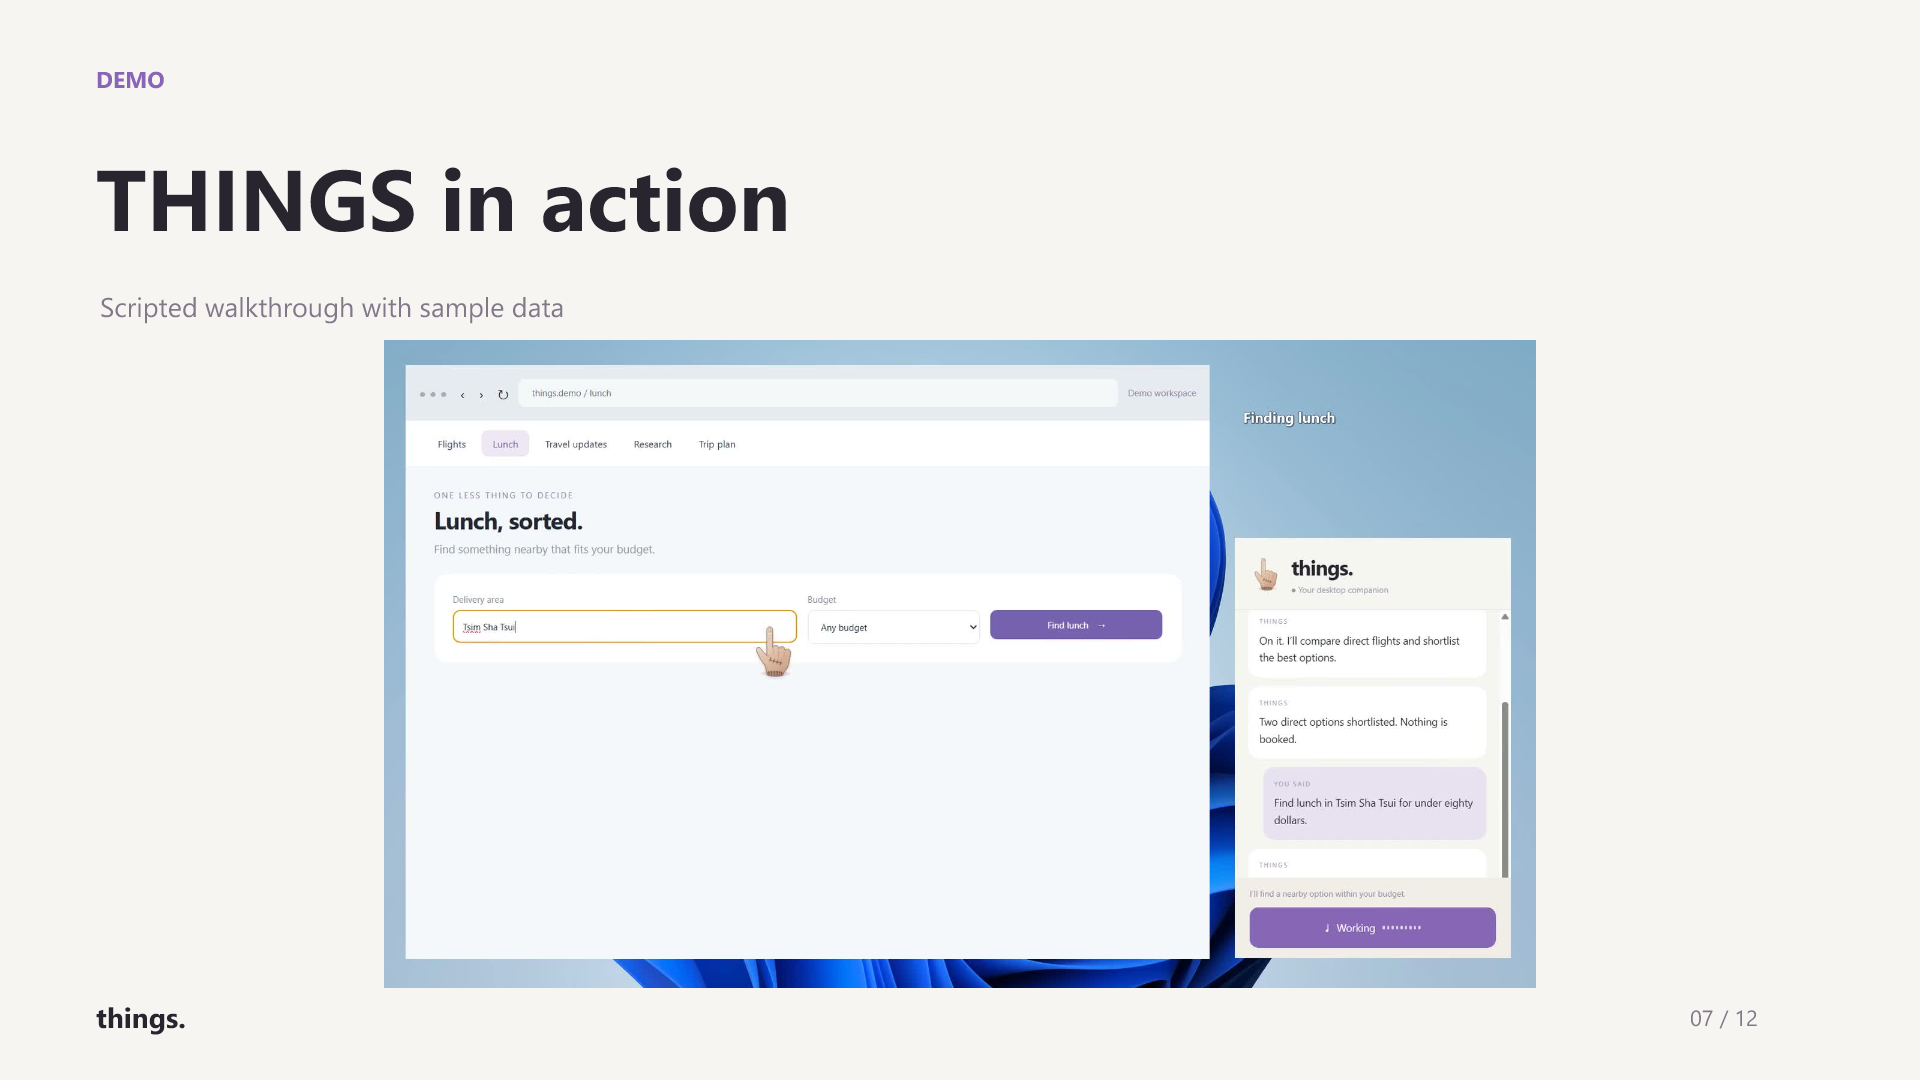 DEMO
THINGS in action
Scripted walkthrough with sample data
things.demo / lunch
Demo workspace
Flights
Lunch
Travel updates
Research
Trip plan
ONE LESS THING TO DECIDE
Lunch, sorted.
Find something nearby that fits your budget.
Delivery area
Budget
Tsim Sha Tsui
Any budget
Find lunch →
Finding lunch
things.
• Your desktop companion
THINGS
On it. I'll compare direct flights and shortlist
the best options.
THINGS
Two direct options shortlisted. Nothing is
booked.
YOU SAID
Find lunch in Tsim Sha Tsui for under eighty
dollars.
THINGS
I'll find a nearby option within your budget.
Working
things.
07 / 12